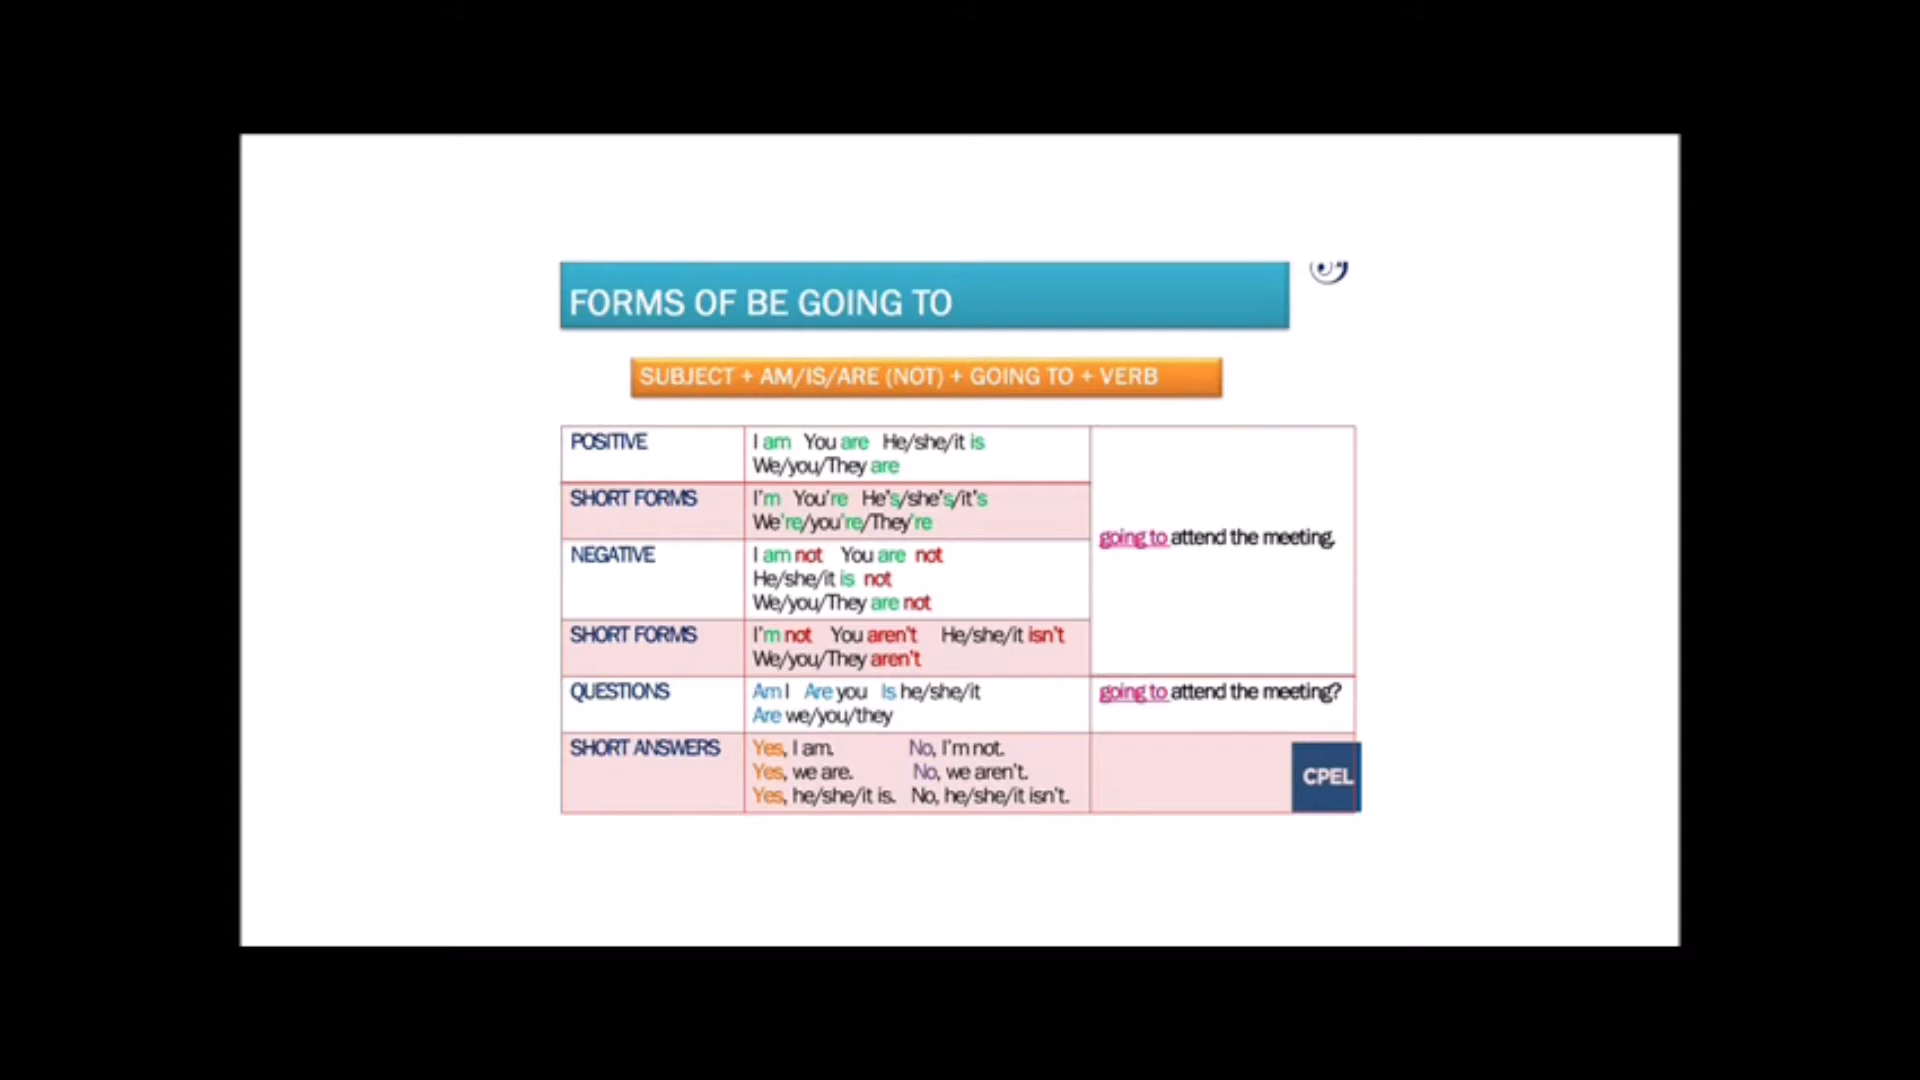 FORMS OF BE GOING TO
SUBJECT + AM/IS/ARE (NOT) + GOING TO + VERB
POSITIVE
I am You are He/she/it is
We/you/They are
SHORT FORMS
I'm You're He's/she's/it's
We're/you're/They're
going to attend the meeting.
NEGATIVE
I am not You are not
He/she/it is not
We/you/They are not
SHORT FORMS
I'm not You aren't He/she/it isn't
We/you/They aren't
QUESTIONS
Am I Are you Is he/she/it
Are we/you/they
going to attend the meeting?
SHORT ANSWERS
Yes, I am. No, I'm not.
Yes, we are. No, we aren't.
Yes, he/she/it is. No, he/she/it isn't.
CPEL